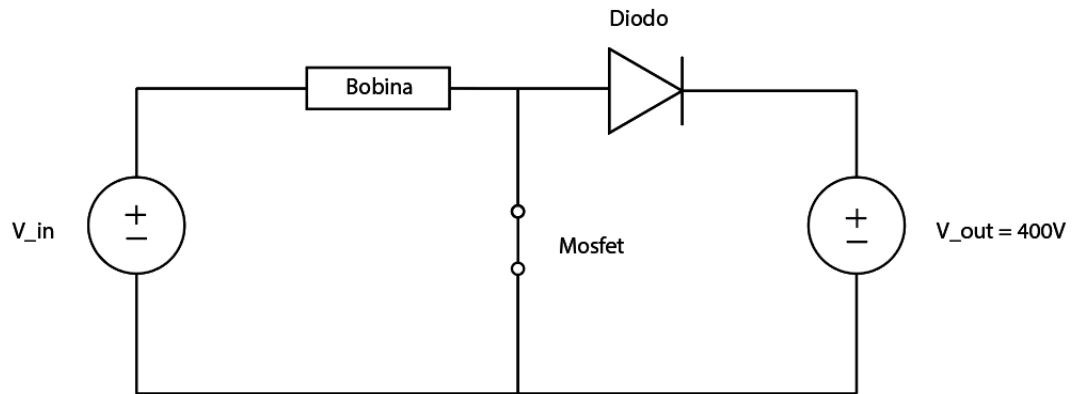 Diodo
Bobina
V_in
+
−
Mosfet
+
−
V_out = 400V